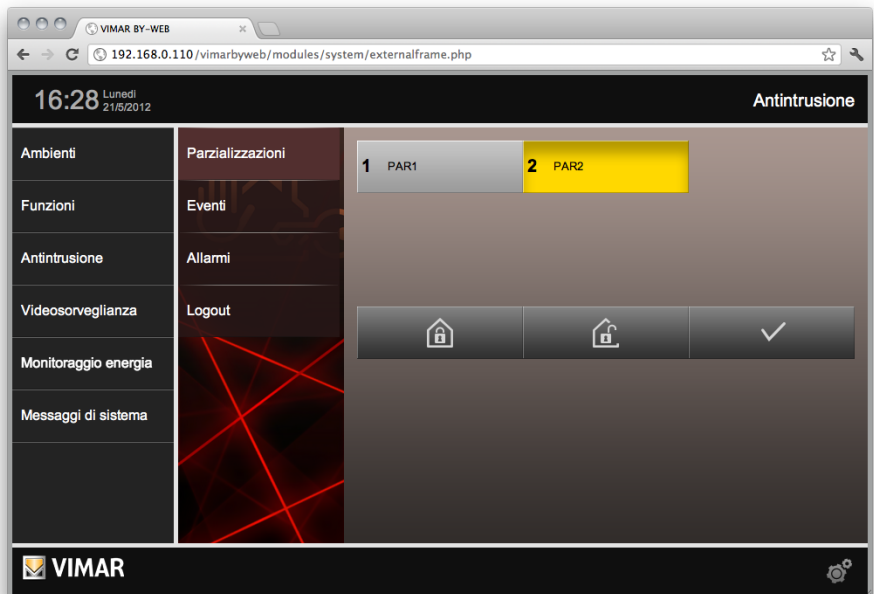 VIMAR BY-WEB
192.168.0.110/vimarbyweb/modules/system/externalframe.php
16:28 Lunedì 21/5/2012
Antintrusione
Ambienti
Funzioni
Antintrusione
Videosorveglianza
Monitoraggio energia
Messaggi di sistema
Parzializzazioni
Eventi
Allarmi
Logout
1 PAR1
2 PAR2
VIMAR